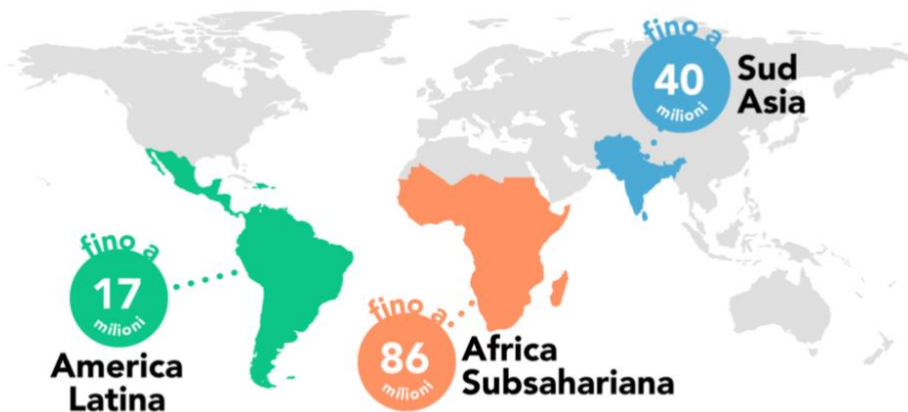 fino a
40
milioni
Sud
Asia
fino a
17
milioni
America
Latina
fino a
86
milioni
Africa
Subsahariana